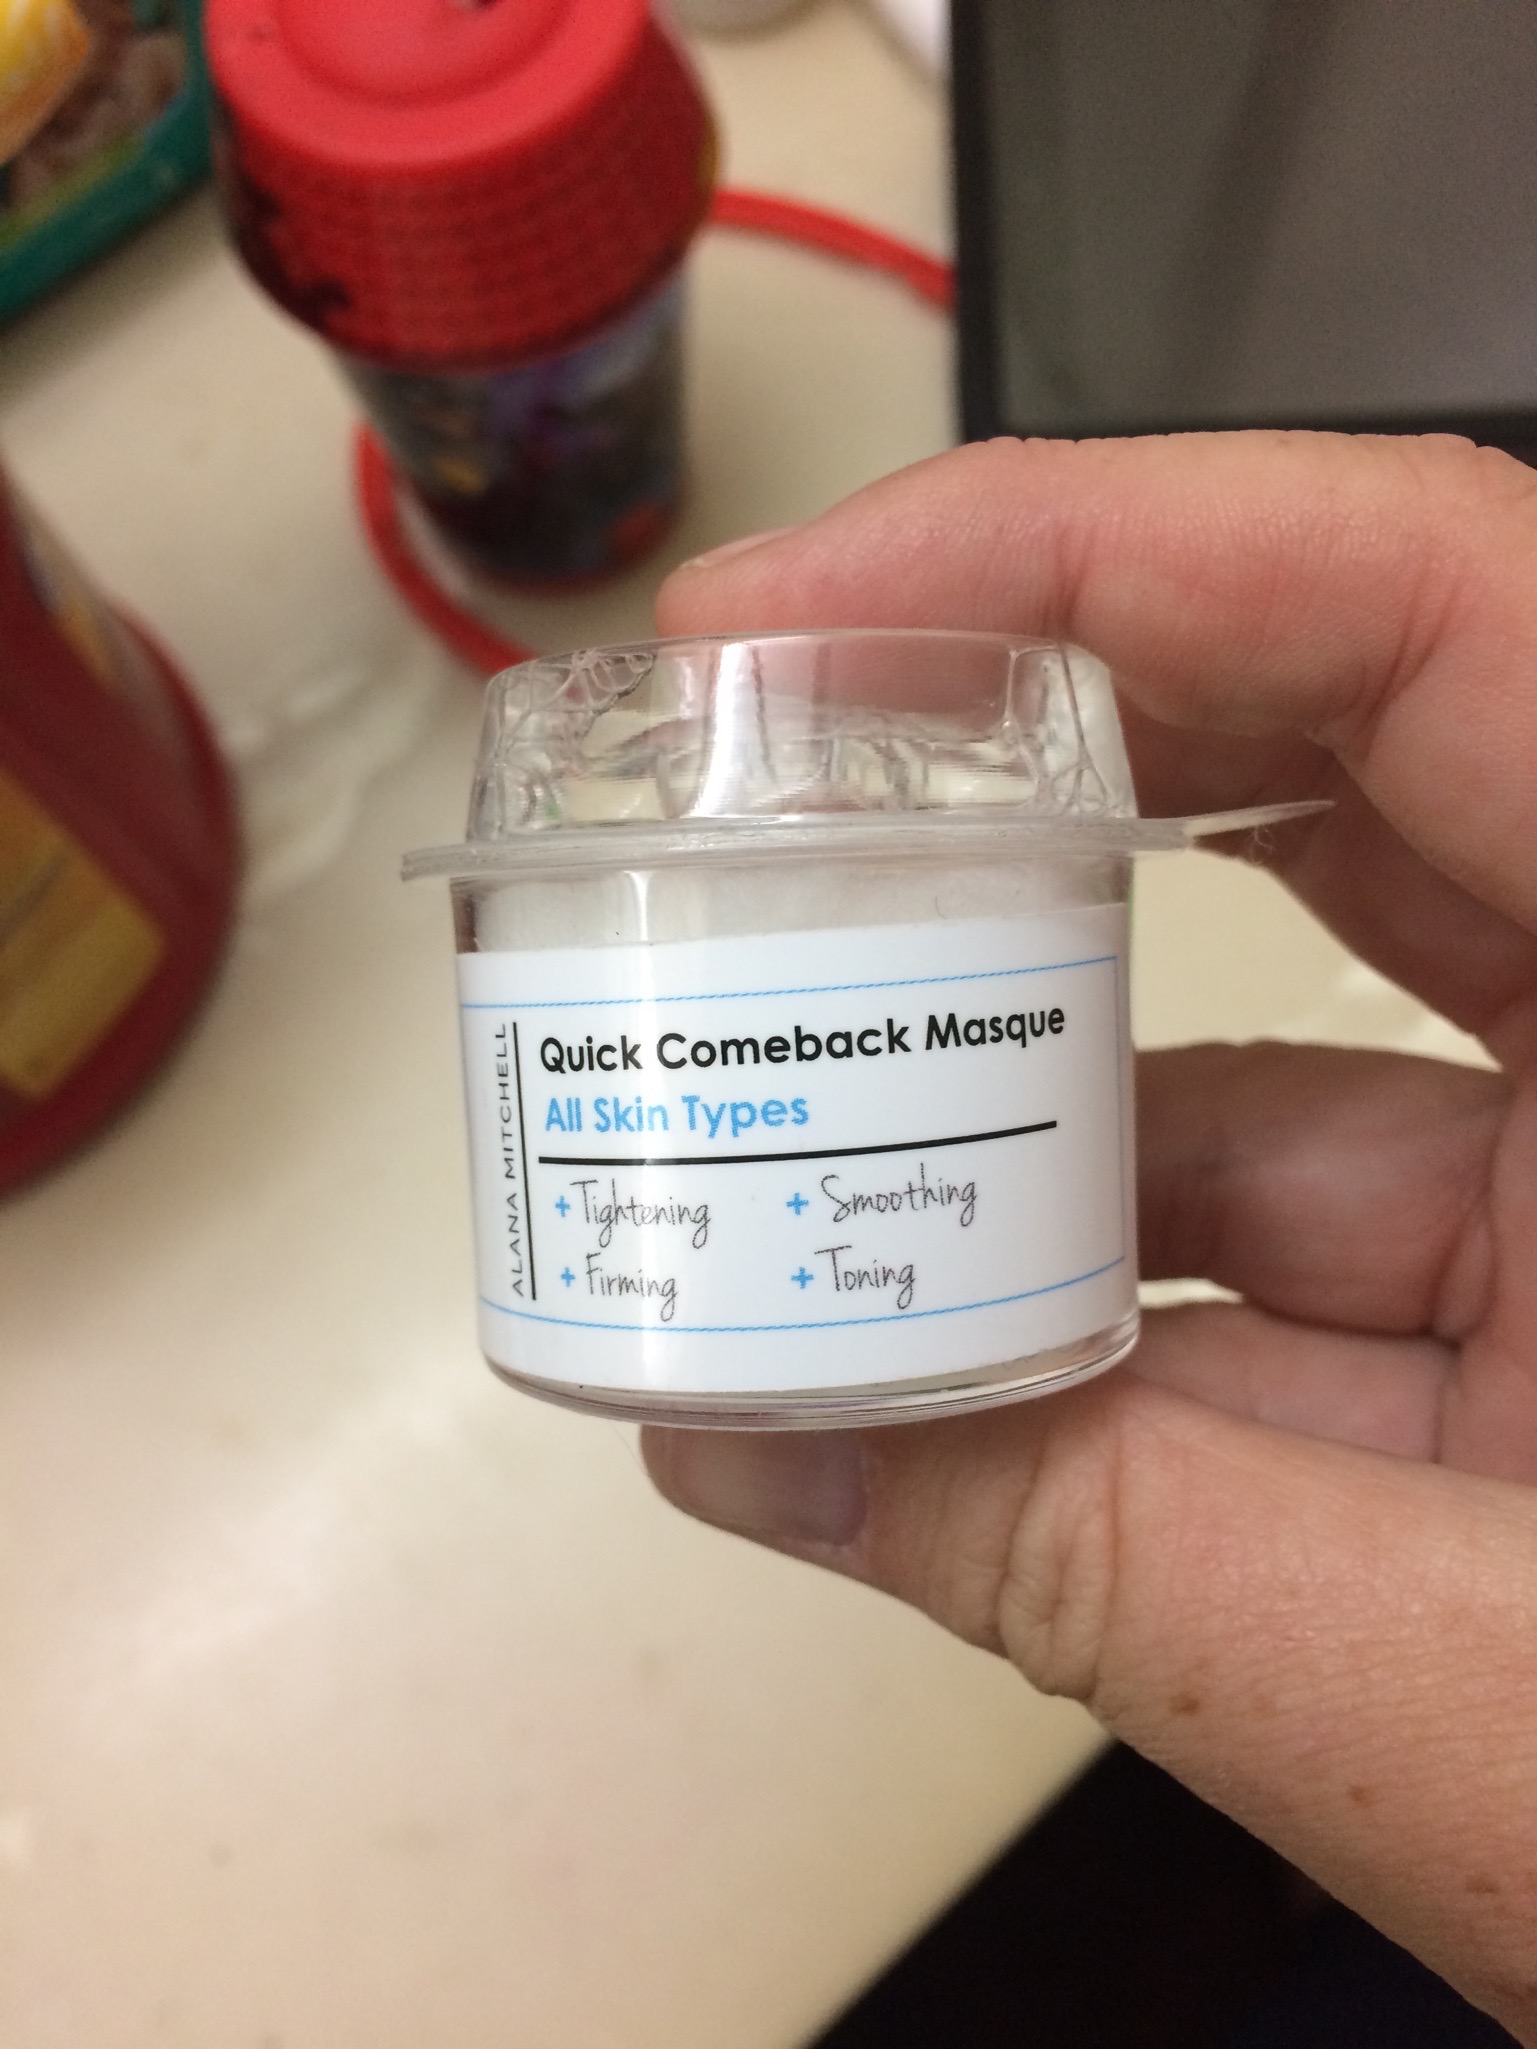 ALANA MITCHELL
Quick Comeback Masque
All Skin Types
+ Tightening + Smoothing
+ Firming + Toning